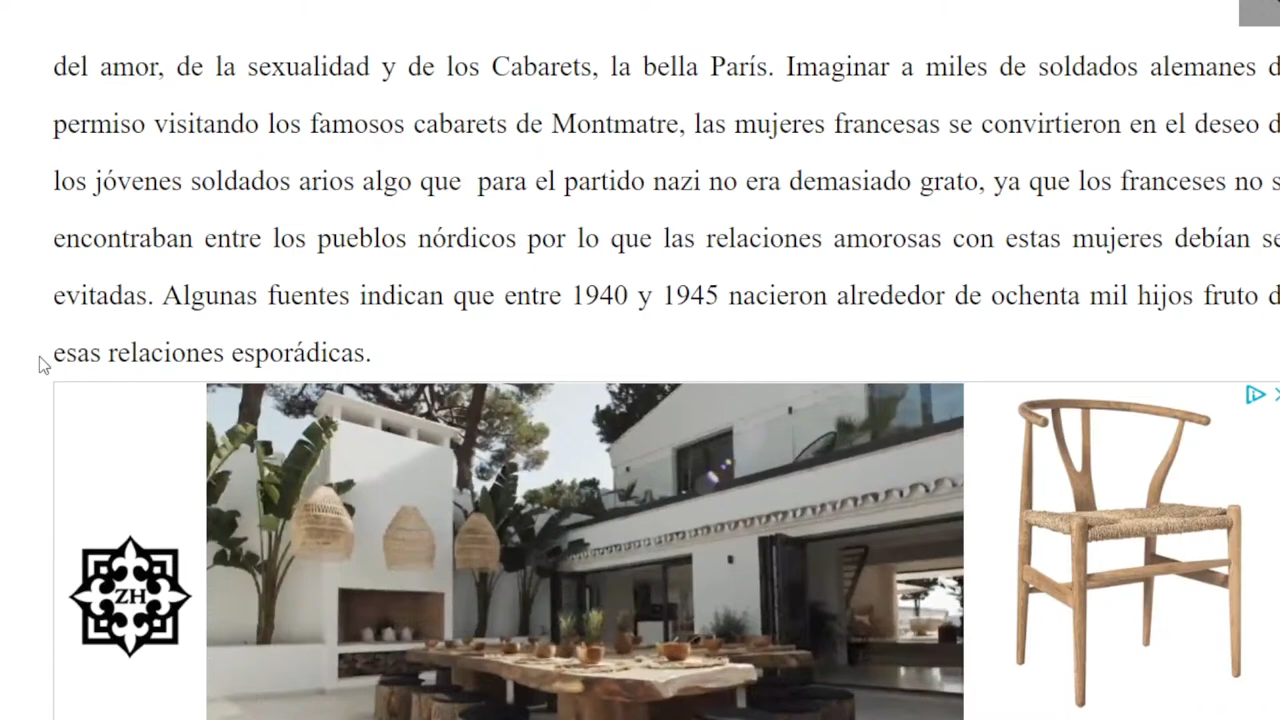 del amor, de la sexualidad y de los Cabarets, la bella París. Imaginar a miles de soldados alemanes d
permiso visitando los famosos cabarets de Montmatre, las mujeres francesas se convirtieron en el deseo d
los jóvenes soldados arios algo que para el partido nazi no era demasiado grato, ya que los franceses no s
encontraban entre los pueblos nórdicos por lo que las relaciones amorosas con estas mujeres debían se
evitadas. Algunas fuentes indican que entre 1940 y 1945 nacieron alrededor de ochenta mil hijos fruto d
esas relaciones esporádicas.
ZH